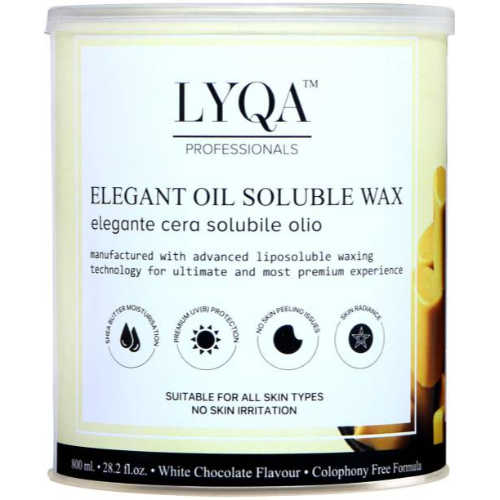 LYQA™
PROFESSIONALS
ELEGANT OIL SOLUBLE WAX
elegante cera solubile olio
manufactured with advanced liposoluble waxing
technology for ultimate and most premium experience
SHEA BUTTER MOISTURISATION
PREMIUM UV(B) PROTECTION
NO SKIN PEELING ISSUES
SKIN RADIANCE
SUITABLE FOR ALL SKIN TYPES
NO SKIN IRRITATION
800 ml. • 28.2 fl.oz. • White Chocolate Flavour • Colophony Free Formula